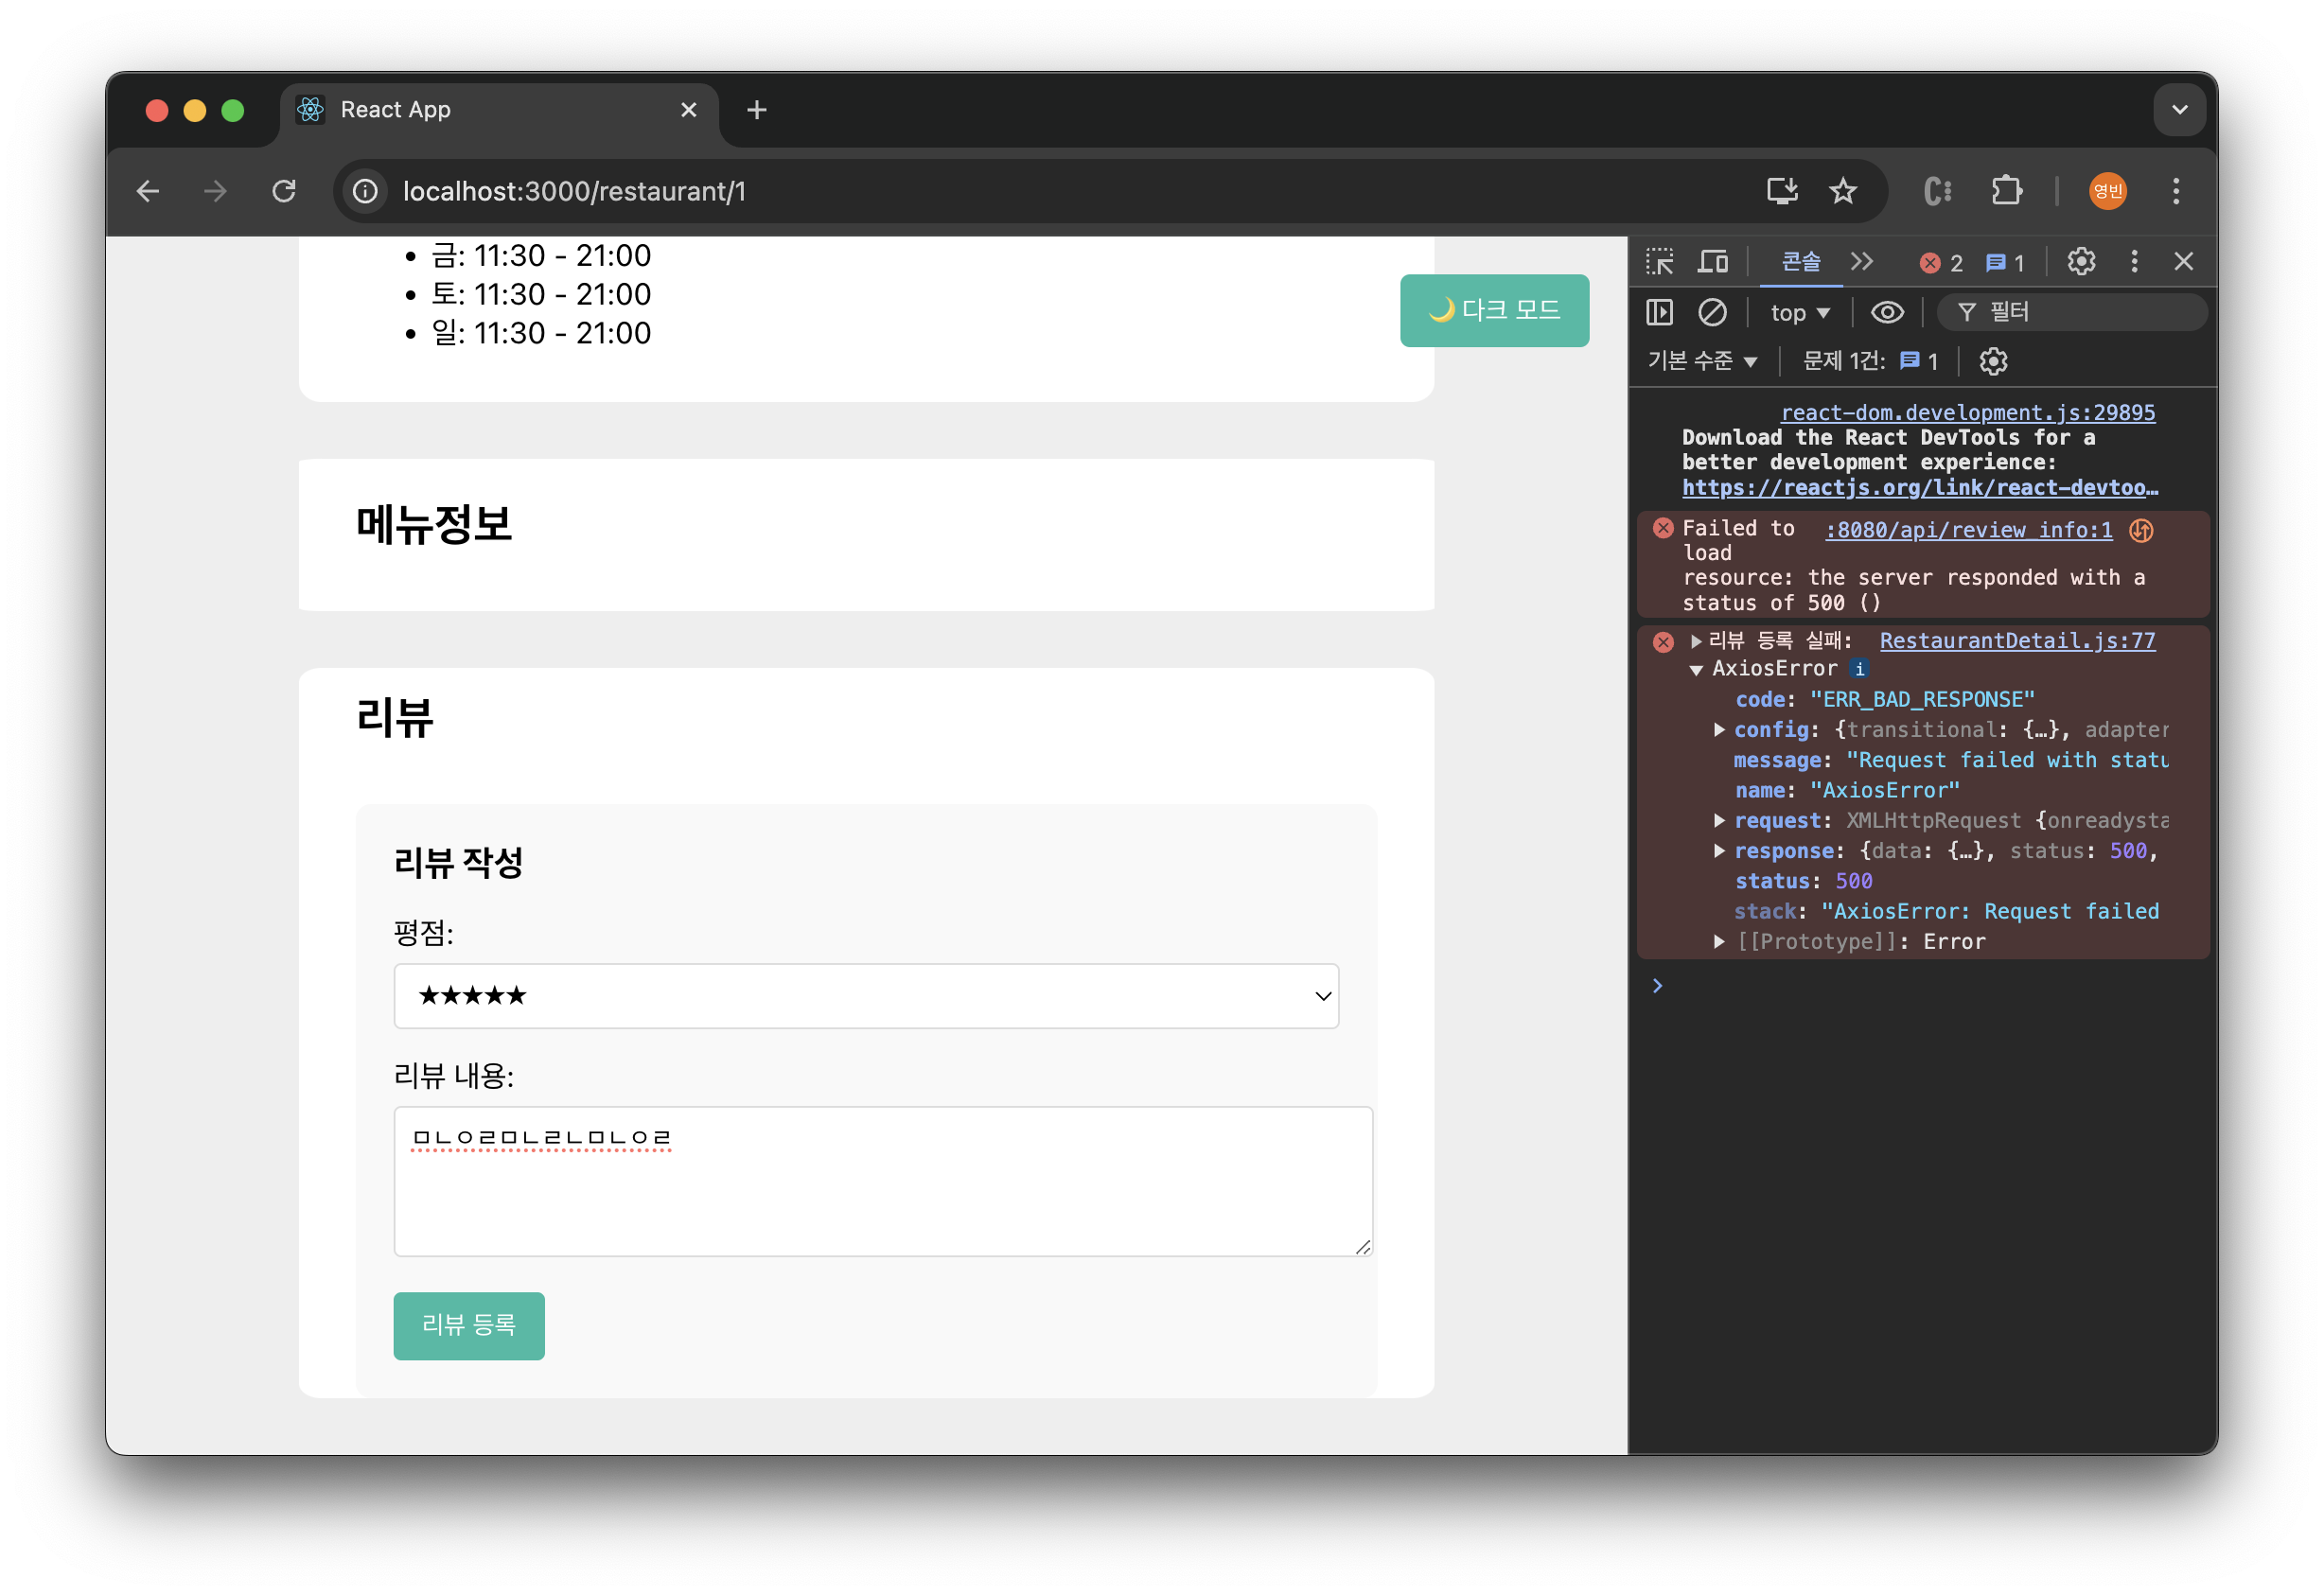 React App
localhost:3000/restaurant/1
영빈
금: 11:30 - 21:00
토: 11:30 - 21:00
일: 11:30 - 21:00
🌙 다크 모드
메뉴정보
리뷰
리뷰 작성
평점:
★★★★★
리뷰 내용:
ㅁㄴㅇㄹㅁㄴㄹㄴㅁㄴㅇㄹ
리뷰 등록
콘솔
2
1
top
필터
기본 수준
문제 1건: 1
react-dom.development.js:29895
Download the React DevTools for a
better development experience:
https://reactjs.org/link/react-devtoo…
Failed to :8080/api/review_info:1
load
resource: the server responded with a
status of 500 ()
리뷰 등록 실패: RestaurantDetail.js:77
AxiosError i
code: "ERR_BAD_RESPONSE"
config: {transitional: {…}, adapter
message: "Request failed with statu
name: "AxiosError"
request: XMLHttpRequest {onreadysta
response: {data: {…}, status: 500,
status: 500
stack: "AxiosError: Request failed
[[Prototype]]: Error